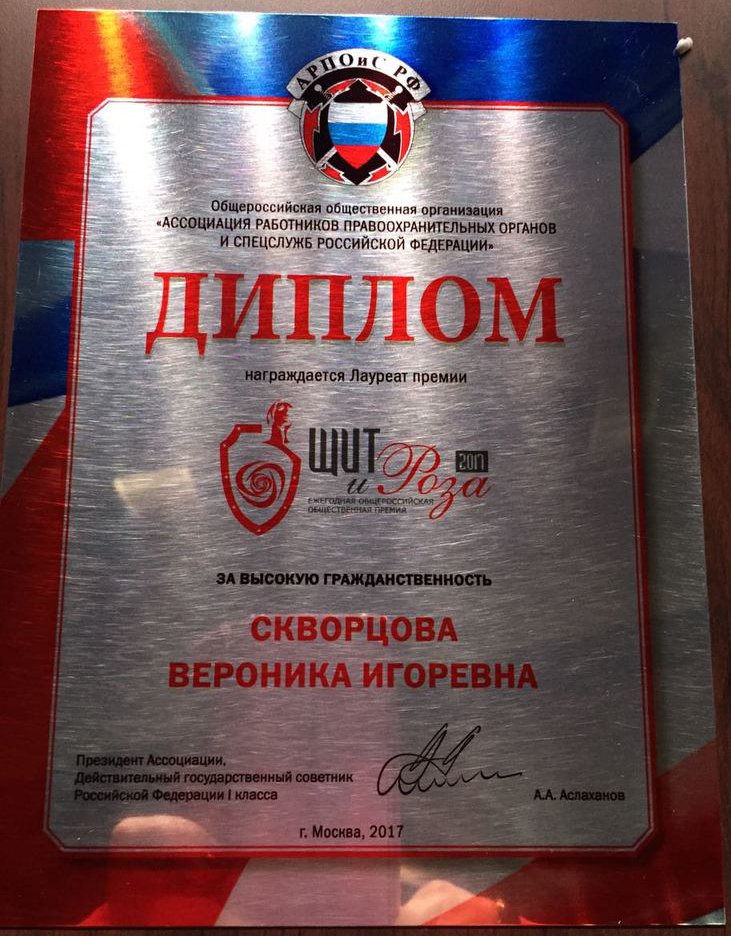 АРПОиС РФ
Общероссийская общественная организация
«АССОЦИАЦИЯ РАБОТНИКОВ ПРАВООХРАНИТЕЛЬНЫХ ОРГАНОВ
И СПЕЦСЛУЖБ РОССИЙСКОЙ ФЕДЕРАЦИИ»
ДИПЛОМ
награждается Лауреат премии
ЩИТ
и Роза 2017
ЕЖЕГОДНАЯ ОБЩЕРОССИЙСКАЯ
ОБЩЕСТВЕННАЯ ПРЕМИЯ
ЗА ВЫСОКУЮ ГРАЖДАНСТВЕННОСТЬ
СКВОРЦОВА
ВЕРОНИКА ИГОРЕВНА
Президент Ассоциации,
Действительный государственный советник
Российской Федерации I класса
А.А. Аслаханов
г. Москва, 2017